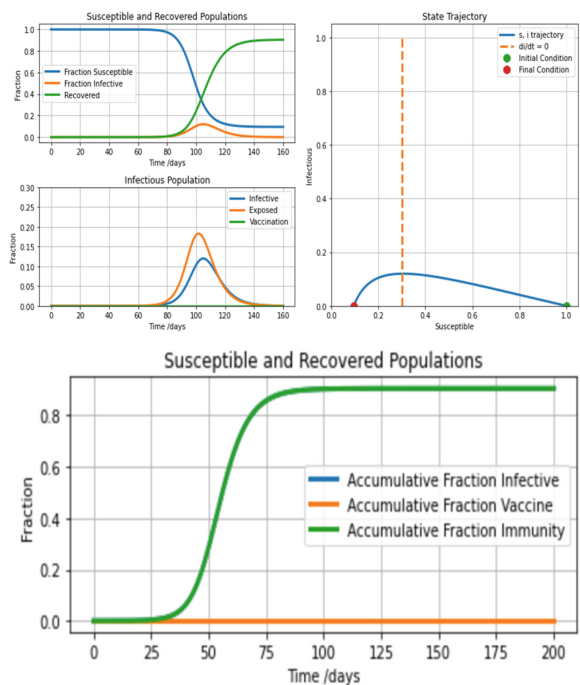 Susceptible and Recovered Populations
1.0
0.8
0.6
0.4
0.2
0.0
Fraction
Fraction Susceptible
Fraction Infective
Recovered
0 20 40 60 80 100 120 140 160
Time /days
Infectious Population
0.30
0.25
0.20
0.15
0.10
0.05
0.00
Fraction
Infective
Exposed
Vaccination
0 20 40 60 80 100 120 140 160
Time /days
State Trajectory
1.0
0.8
0.6
0.4
0.2
0.0
Infectious
s, i trajectory
di/dt = 0
Initial Condition
Final Condition
0.0 0.2 0.4 0.6 0.8 1.0
Susceptible
Susceptible and Recovered Populations
0.8
0.6
0.4
0.2
0.0
Fraction
Accumulative Fraction Infective
Accumulative Fraction Vaccine
Accumulative Fraction Immunity
0 25 50 75 100 125 150 175 200
Time /days